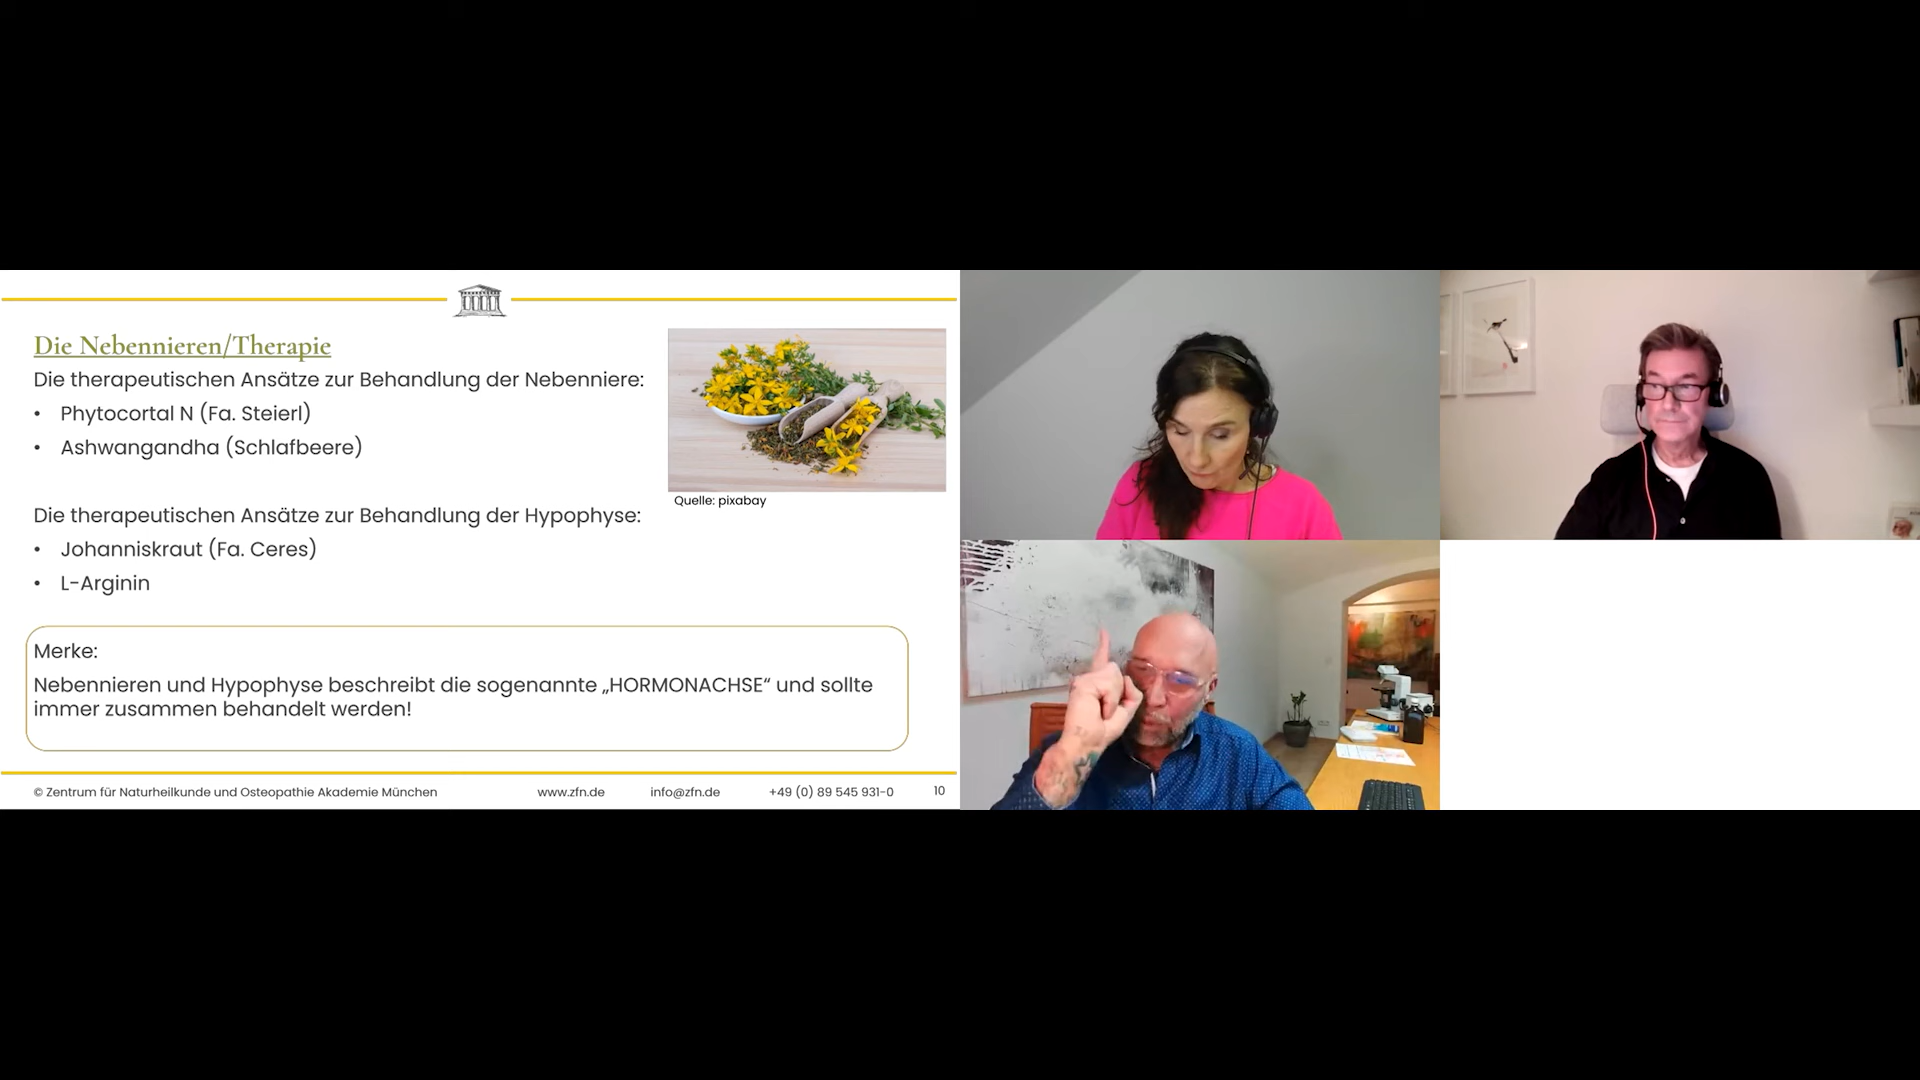 Die Nebennieren/Therapie
Die therapeutischen Ansätze zur Behandlung der Nebenniere:
• Phytocortal N (Fa. Steierl)
• Ashwangandha (Schlafbeere)
Quelle: pixabay
Die therapeutischen Ansätze zur Behandlung der Hypophyse:
• Johanniskraut (Fa. Ceres)
• L-Arginin
Merke:
Nebennieren und Hypophyse beschreibt die sogenannte „HORMONACHSE“ und sollte
immer zusammen behandelt werden!
© Zentrum für Naturheilkunde und Osteopathie Akademie München www.zfn.de info@zfn.de +49 (0) 89 545 931-0 10